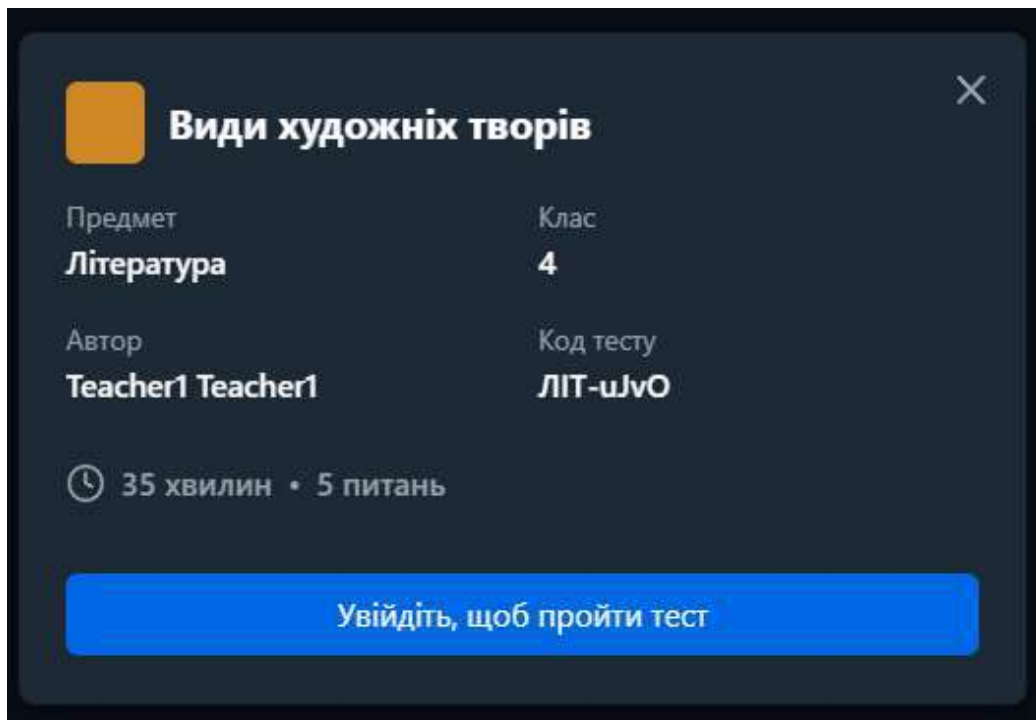 Види художніх творів
Предмет
Клас
Література
4
Автор
Код тесту
Teacher1 Teacher1
ЛІТ-uJvO
35 хвилин • 5 питань
Увійдіть, щоб пройти тест